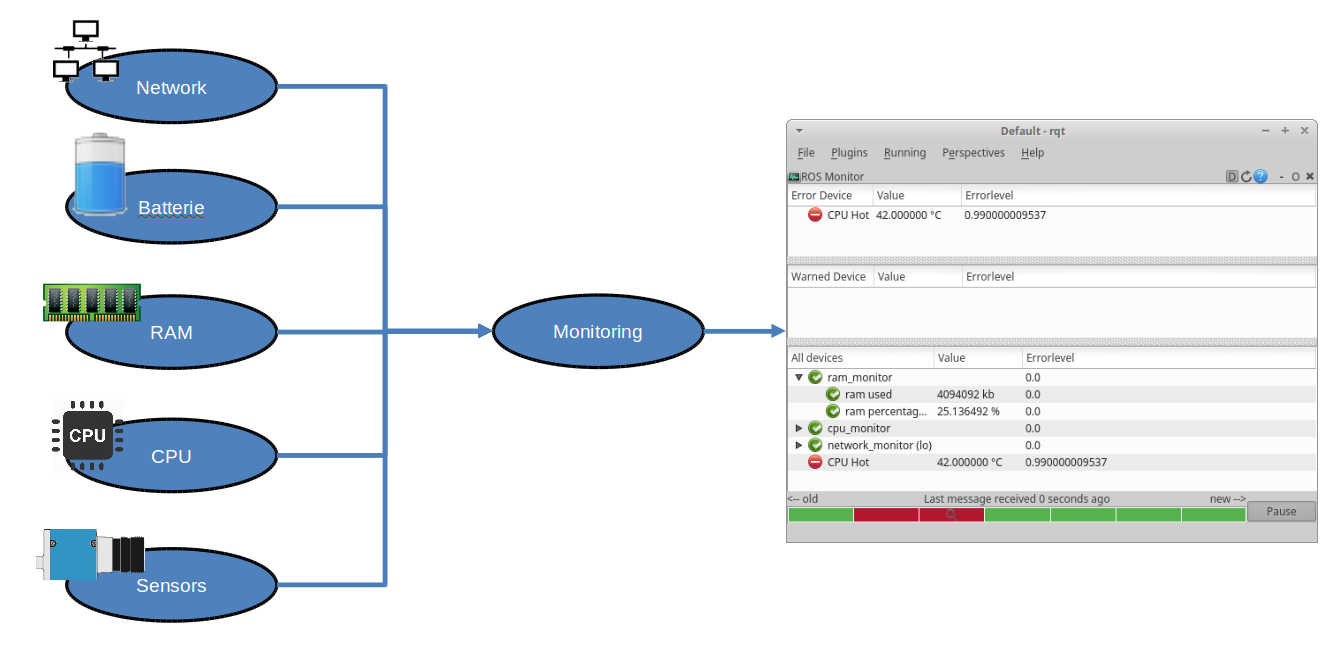 Network
Batterie
RAM
CPU
CPU
Sensors
Monitoring
Default - rqt
File Plugins Running Perspectives Help
ROS Monitor D ? - O ×
Error Device Value Errorlevel
CPU Hot 42.000000 °C 0.990000009537
Warned Device Value Errorlevel
All devices Value Errorlevel
ram_monitor 0.0
ram used 4094092 kb 0.0
ram percentag... 25.136492 % 0.0
cpu_monitor 0.0
network_monitor (lo) 0.0
CPU Hot 42.000000 °C 0.990000009537
<-- old Last message received 0 seconds ago new -->
Pause